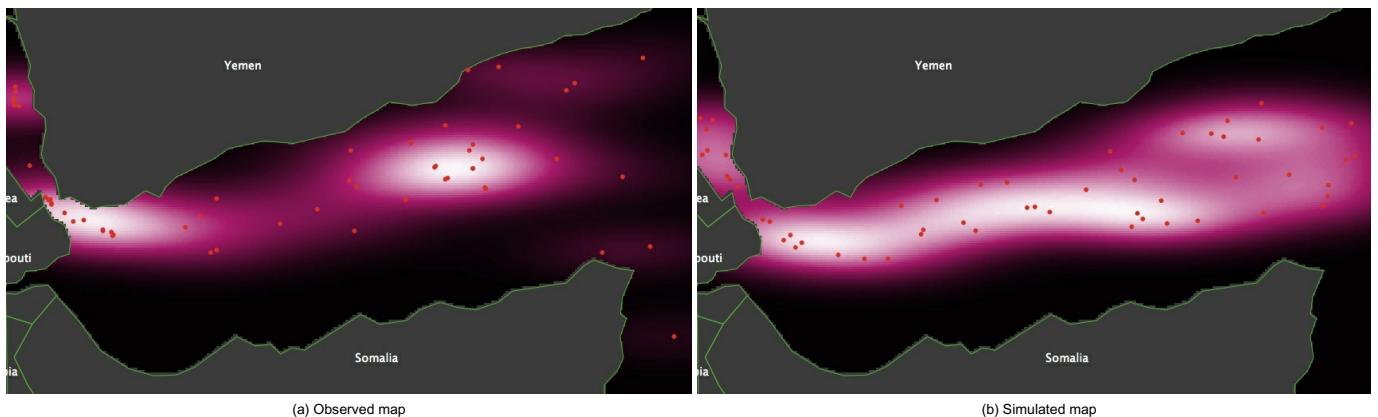 Yemen
ea
bouti
Somalia
ia
(a) Observed map
Yemen
ea
bouti
Somalia
ia
(b) Simulated map